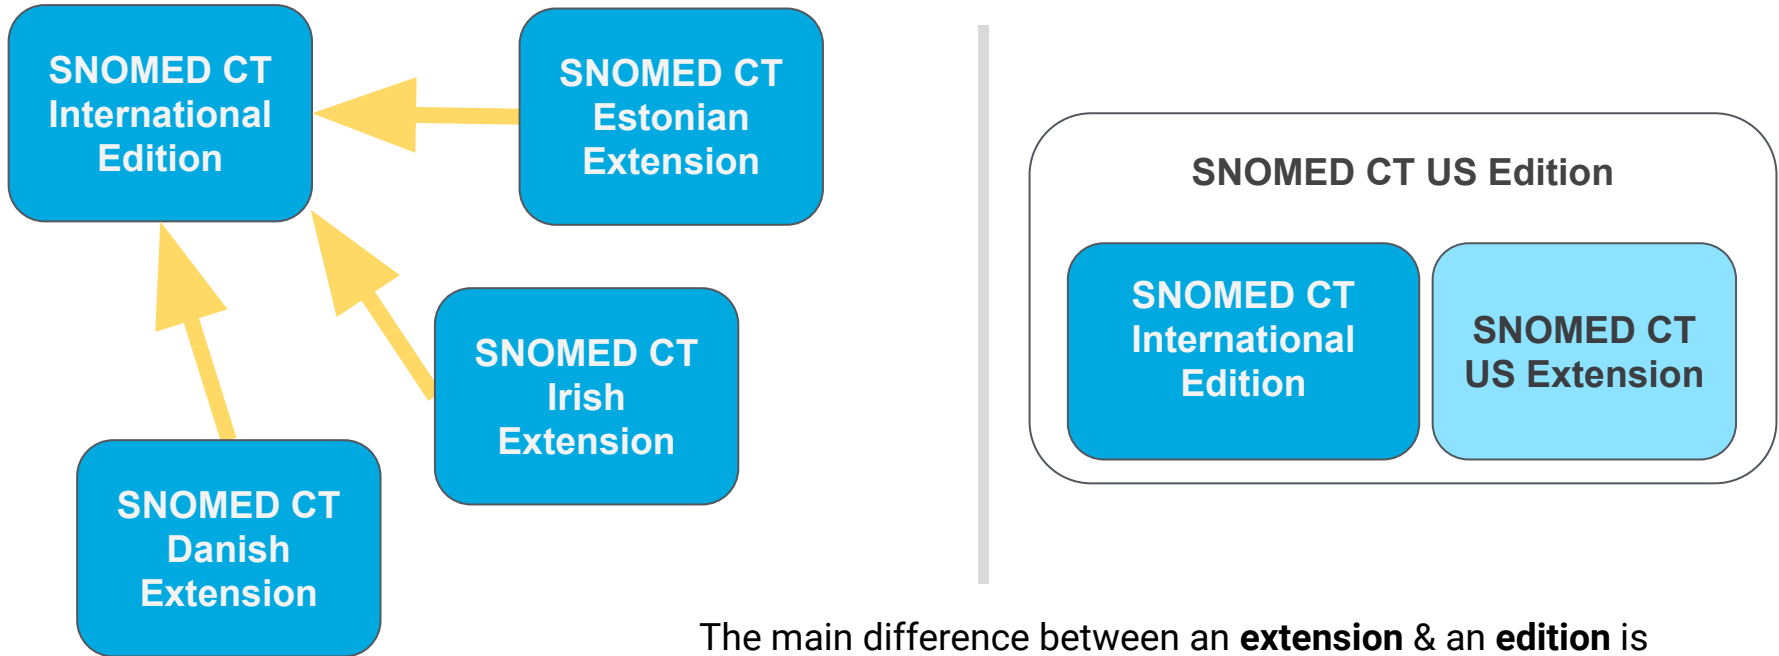 SNOMED CT
International
Edition
SNOMED CT
Estonian
Extension
SNOMED CT
Irish
Extension
SNOMED CT
Danish
Extension
SNOMED CT US Edition
SNOMED CT
International
Edition
SNOMED CT
US Extension
The main difference between an extension & an edition is